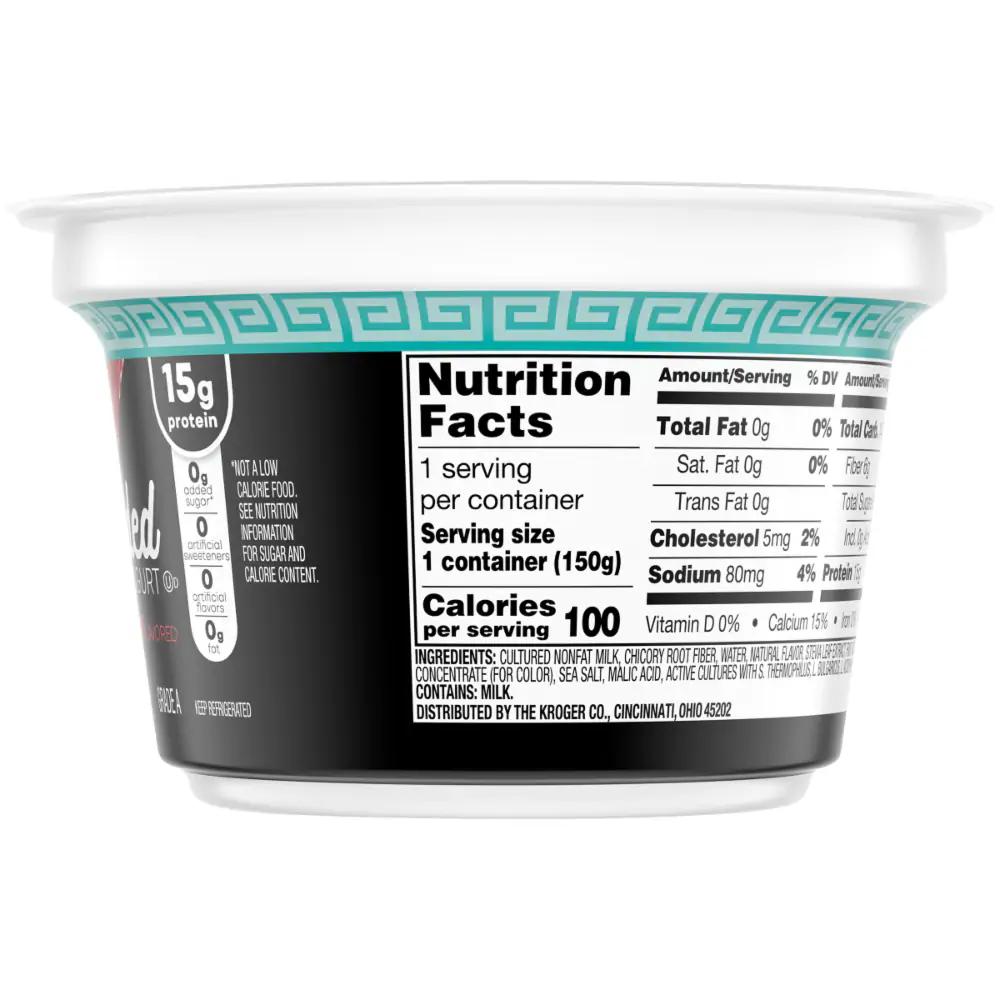 15g
protein
0g
added
sugar*
0
artificial
sweeteners
0
artificial
flavors
0g
fat
*NOT A LOW
CALORIE FOOD.
SEE NUTRITION
INFORMATION
FOR SUGAR AND
CALORIE CONTENT.
GRADE A
KEEP REFRIGERATED
Nutrition
Facts
1 serving
per container
Serving size
1 container (150g)
Calories
per serving 100
Amount/Serving % DV
Total Fat 0g 0%
Sat. Fat 0g 0%
Trans Fat 0g
Cholesterol 5mg 2%
Sodium 80mg 4%
Total Carb.
Fiber 6g
Protein 15g
Vitamin D 0% • Calcium 15% • Iron
INGREDIENTS: CULTURED NONFAT MILK, CHICORY ROOT FIBER, WATER, NATURAL FLAVOR, STEVIA LEAF EXTRACT
CONCENTRATE (FOR COLOR), SEA SALT, MALIC ACID, ACTIVE CULTURES WITH S. THERMOPHILUS, L. BULGARICUS,
CONTAINS: MILK.
DISTRIBUTED BY THE KROGER CO., CINCINNATI, OHIO 45202